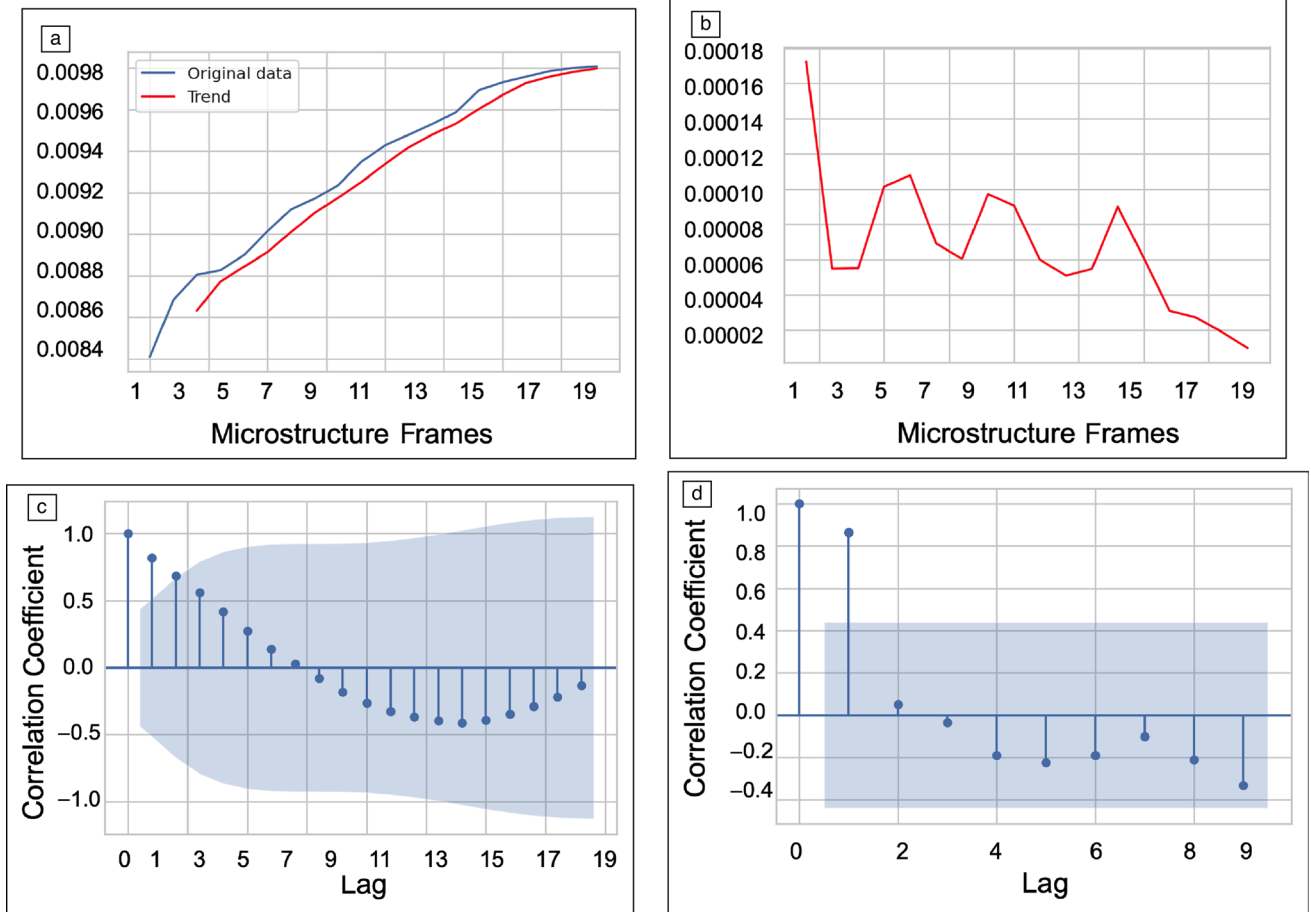 a
Original data
Trend
0.0098
0.0096
0.0094
0.0092
0.0090
0.0088
0.0086
0.0084
1 3 5 7 9 11 13 15 17 19
Microstructure Frames
b
0.00018
0.00016
0.00014
0.00012
0.00010
0.00008
0.00006
0.00004
0.00002
1 3 5 7 9 11 13 15 17 19
Microstructure Frames
c
Correlation Coefficient
1.0
0.5
0.0
−0.5
−1.0
0 1 3 5 7 9 11 13 15 17 19
Lag
d
Correlation Coefficient
1.0
0.8
0.6
0.4
0.2
0.0
−0.2
−0.4
0 2 4 6 8 9
Lag